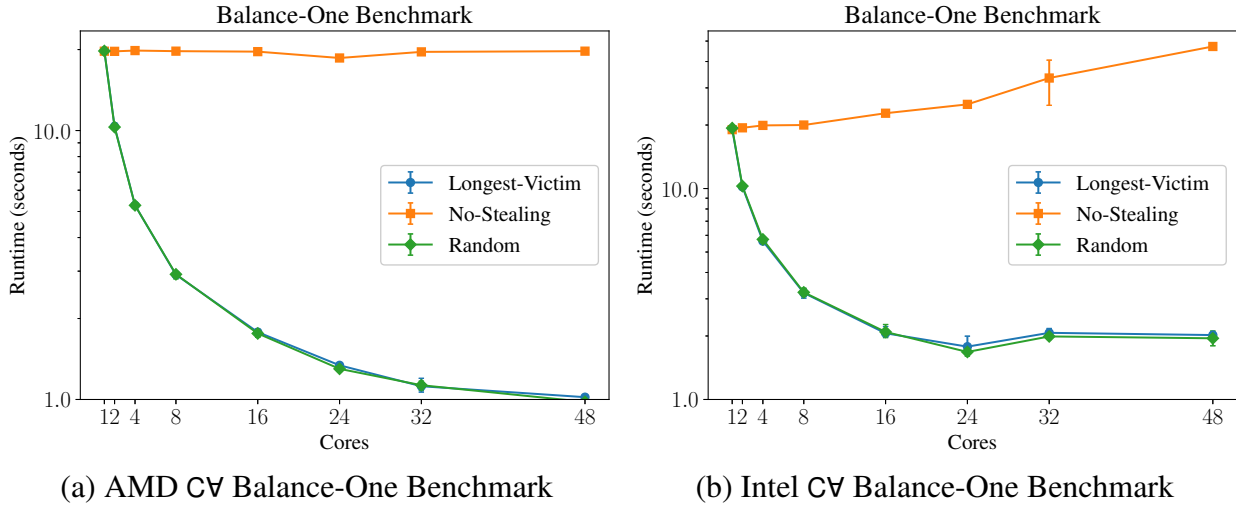 Balance-One Benchmark
10.0
1.0
Runtime (seconds)
Longest-Victim
No-Stealing
Random
1 2 4 8 16 24 32 48
Cores
(a) AMD C∀ Balance-One Benchmark
Balance-One Benchmark
10.0
1.0
Runtime (seconds)
Longest-Victim
No-Stealing
Random
1 2 4 8 16 24 32 48
Cores
(b) Intel C∀ Balance-One Benchmark